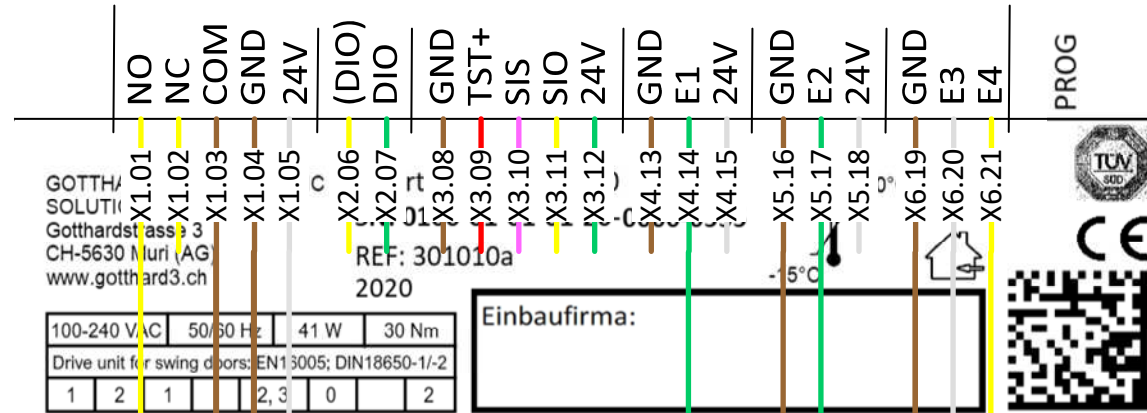 NO NC COM GND 24V (DIO) DIO GND TST+ SIS SIO 24V GND E1 24V GND E2 24V GND E3 E4 PROG
X1.01 X1.02 X1.03 X1.04 X1.05 X2.06 X2.07 X3.08 X3.09 X3.10 X3.11 X3.12 X4.13 X4.14 X4.15 X5.16 X5.17 X5.18 X6.19 X6.20 X6.21
Gotthardstrasse 3
CH-5630 Muri (AG)
www.gotthard3.ch
REF: 301010a
2020
-15°C
TÜV
SÜD
CE
Einbaufirma:
100-240 VAC 50/60 Hz 41 W 30 Nm
Drive unit for swing doors: EN16005; DIN18650-1/-2
1 2 1 2, 3 0 2